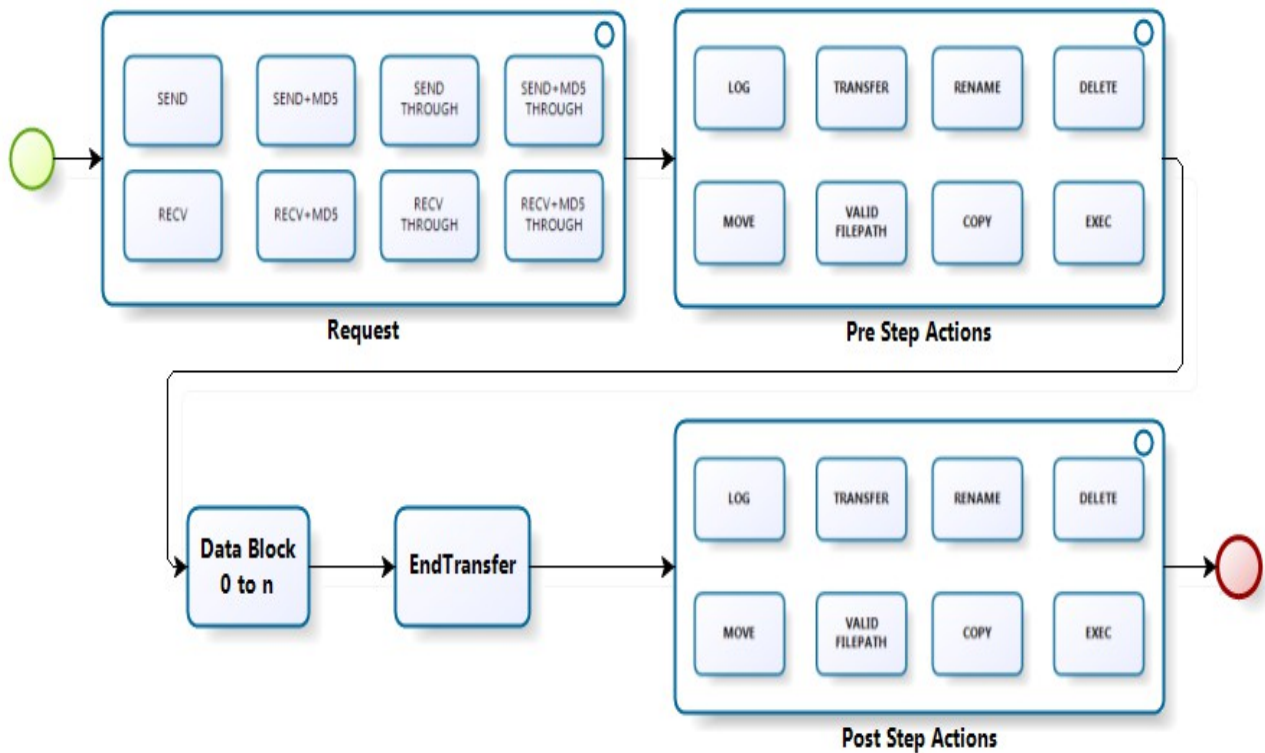 SEND
SEND+MD5
SEND
THROUGH
SEND+MD5
THROUGH
RECV
RECV+MD5
RECV
THROUGH
RECV+MD5
THROUGH
Request
LOG
TRANSFER
RENAME
DELETE
MOVE
VALID
FILEPATH
COPY
EXEC
Pre Step Actions
Data Block
0 to n
EndTransfer
LOG
TRANSFER
RENAME
DELETE
MOVE
VALID
FILEPATH
COPY
EXEC
Post Step Actions